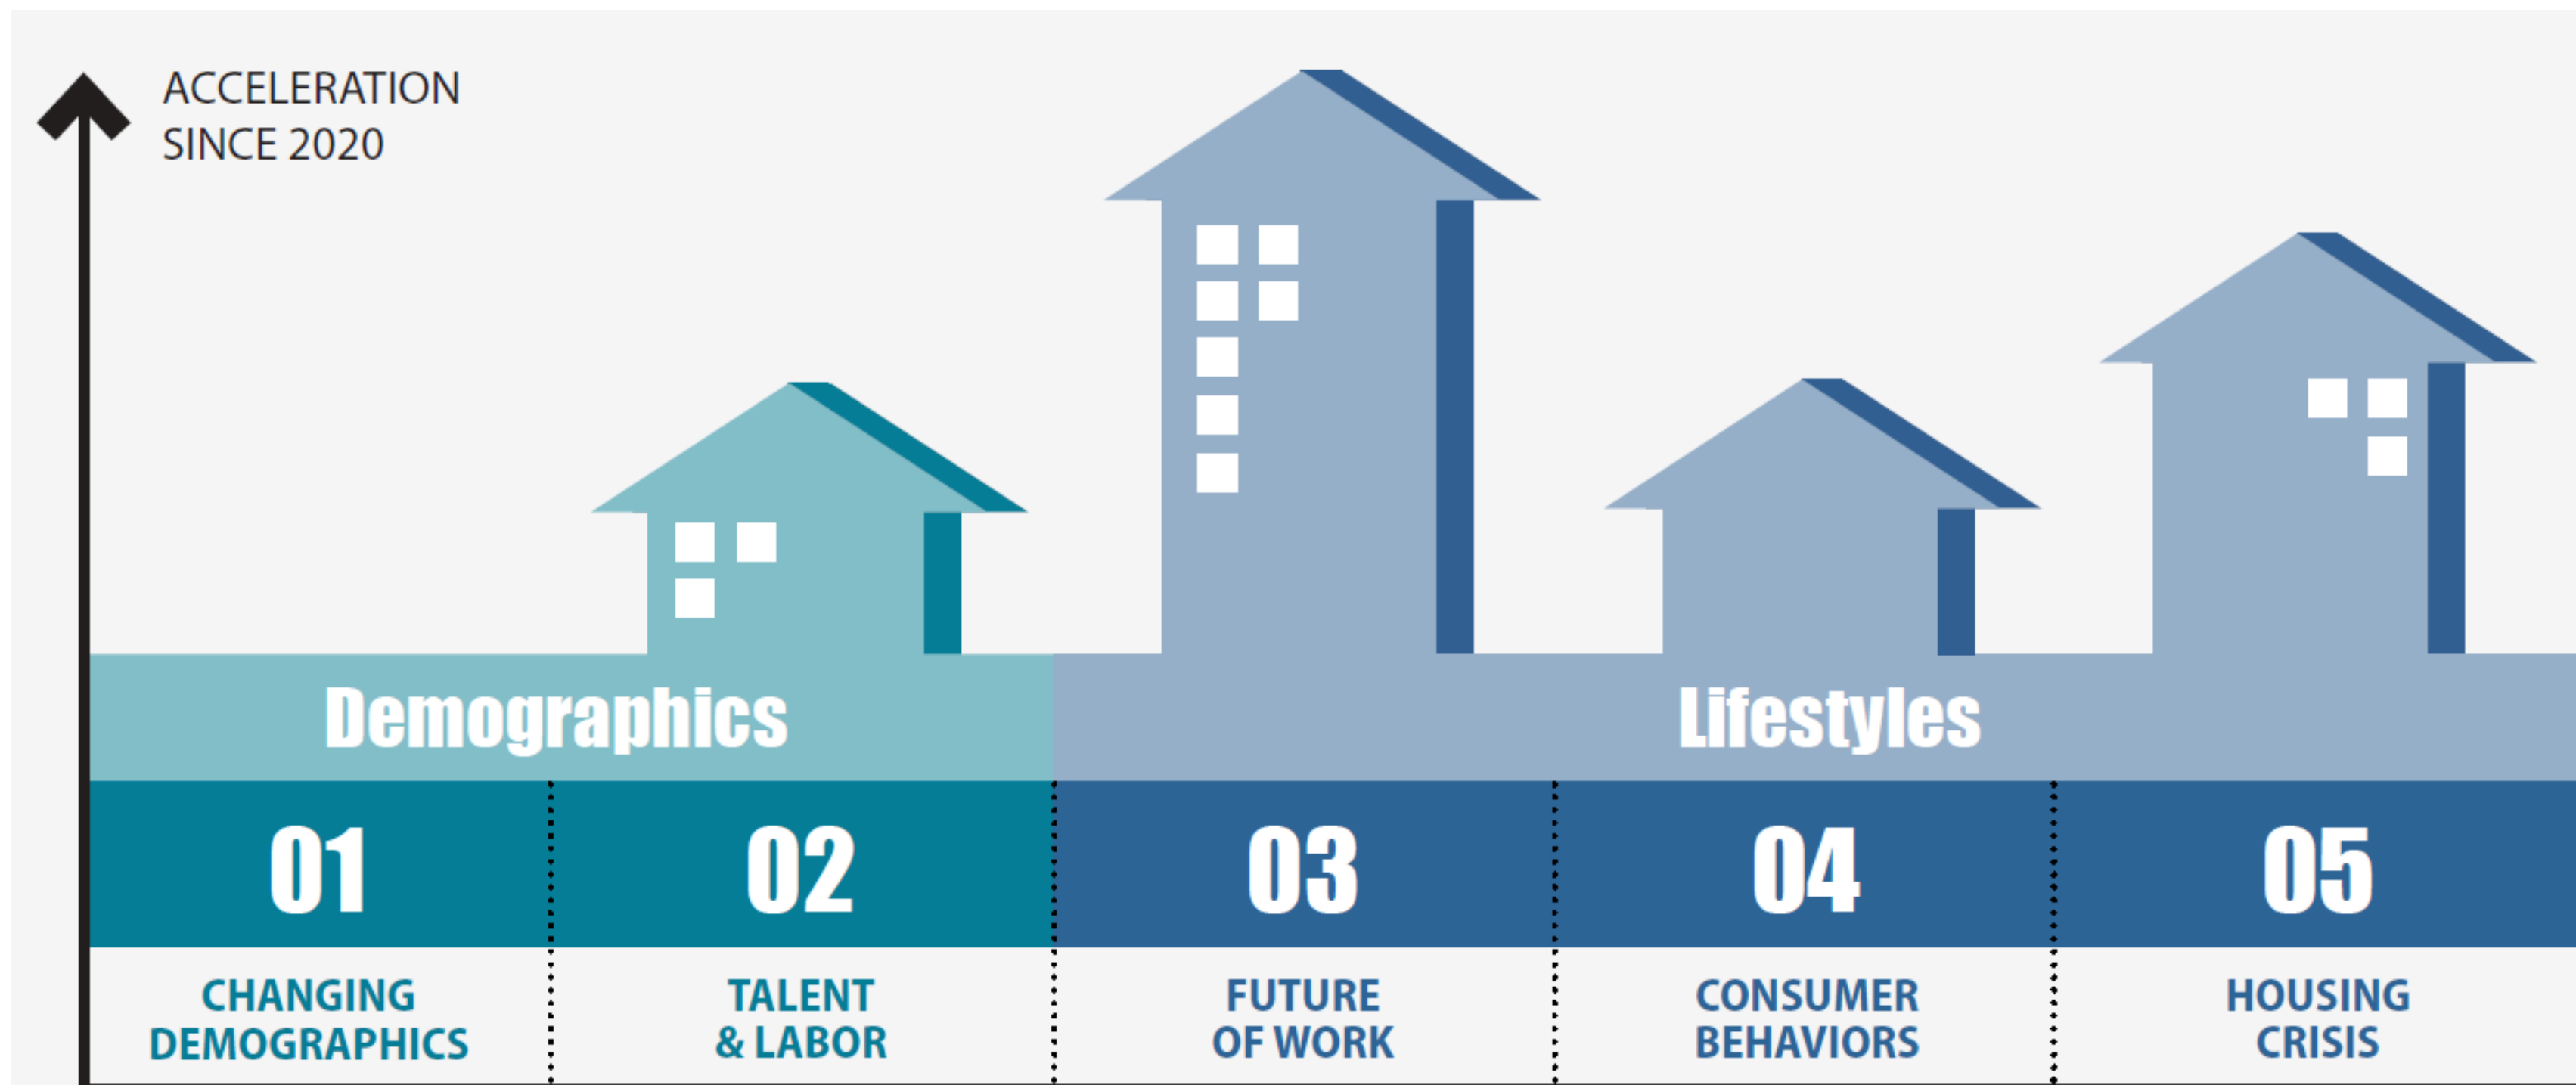 ACCELERATION
SINCE 2020
Demographics
Lifestyles
01
02
03
04
05
CHANGING
DEMOGRAPHICS
TALENT
& LABOR
FUTURE
OF WORK
CONSUMER
BEHAVIORS
HOUSING
CRISIS